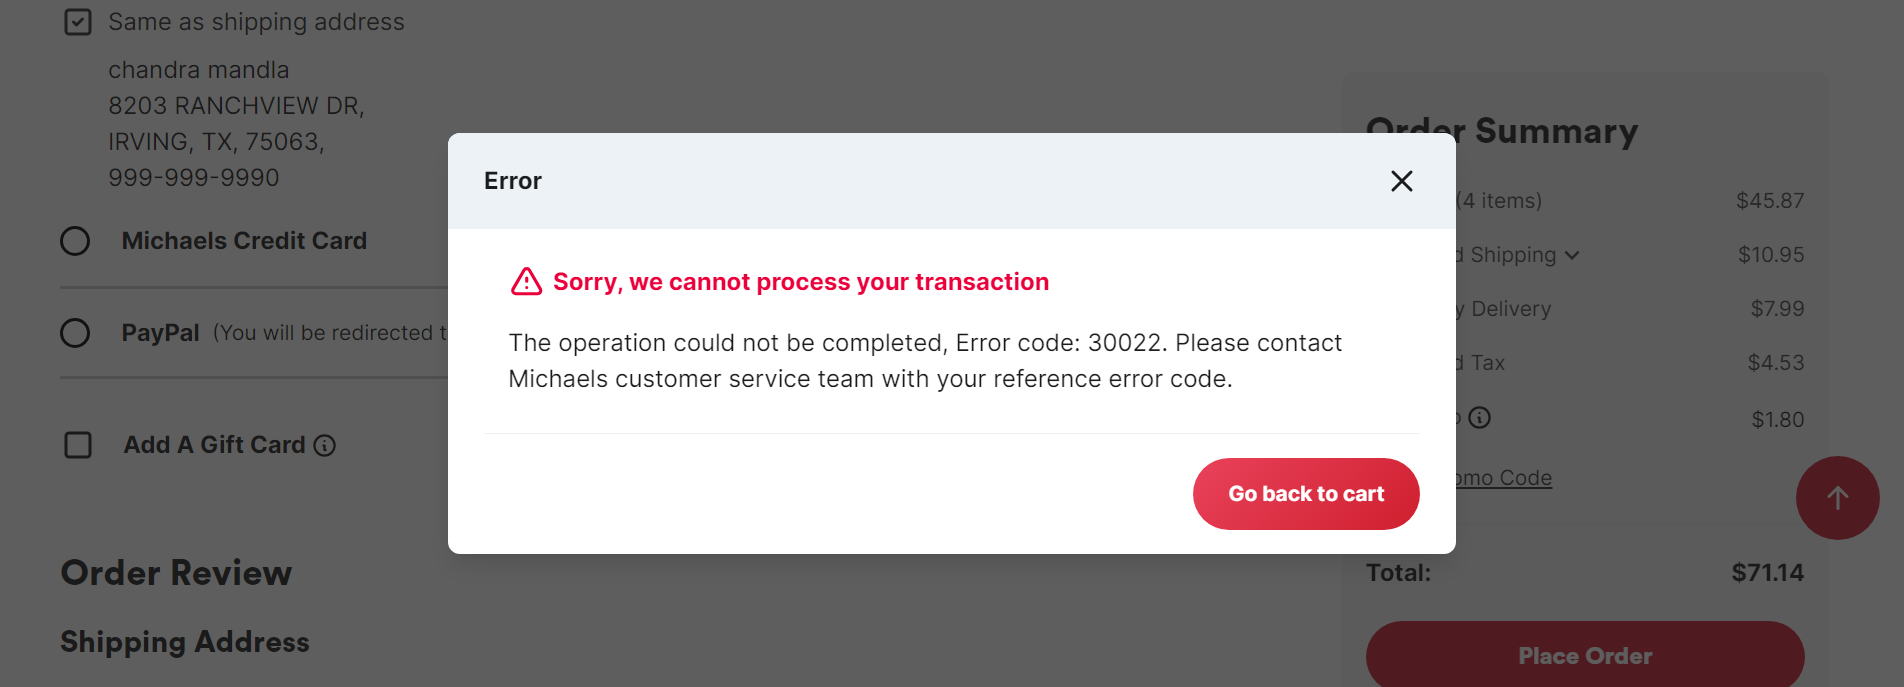 Same as shipping address
chandra mandla
8203 RANCHVIEW DR,
IRVING, TX, 75063,
999-999-9990
Michaels Credit Card
PayPal (You will be redirected
Add A Gift Card
Order Review
Shipping Address
Error
Sorry, we cannot process your transaction
The operation could not be completed, Error code: 30022. Please contact
Michaels customer service team with your reference error code.
Go back to cart
Order Summary
(4 items) $45.87
Shipping $10.95
Delivery $7.99
Tax $4.53
$1.80
Code
Total: $71.14
Place Order